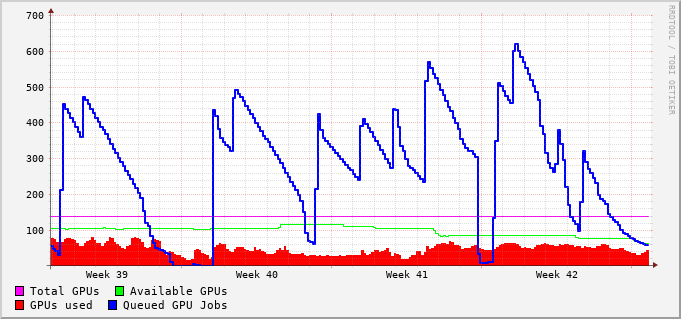 700
600
500
400
300
200
100
Week 39 Week 40 Week 41 Week 42
Total GPUs Available GPUs
GPUs used Queued GPU Jobs
RRDTOOL / TOBI OETIKER